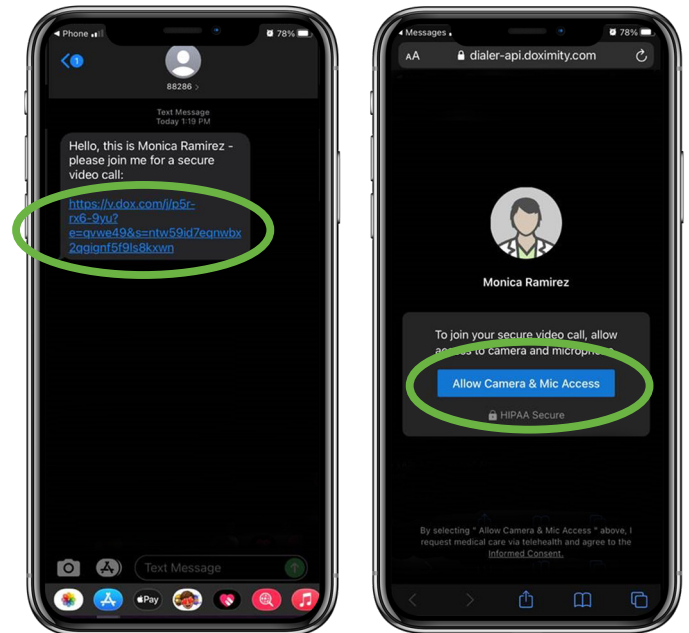 Phone
78%
1
88286 >
Text Message
Today 1:19 PM
Hello, this is Monica Ramirez -
please join me for a secure
video call:
https://v.dox.com/j/p5r-
rx6-9yu?
e=qvwe49&s=ntw59id7eqnwbx
2qgignf5f9ls8kxwn
Text Message
Pay
Messages
78%
AA
dialer-api.doximity.com
Monica Ramirez
To join your secure video call, allow
access to camera and microphone.
Allow Camera & Mic Access
HIPAA Secure
By selecting " Allow Camera & Mic Access " above, I
request medical care via telehealth and agree to the
Informed Consent.